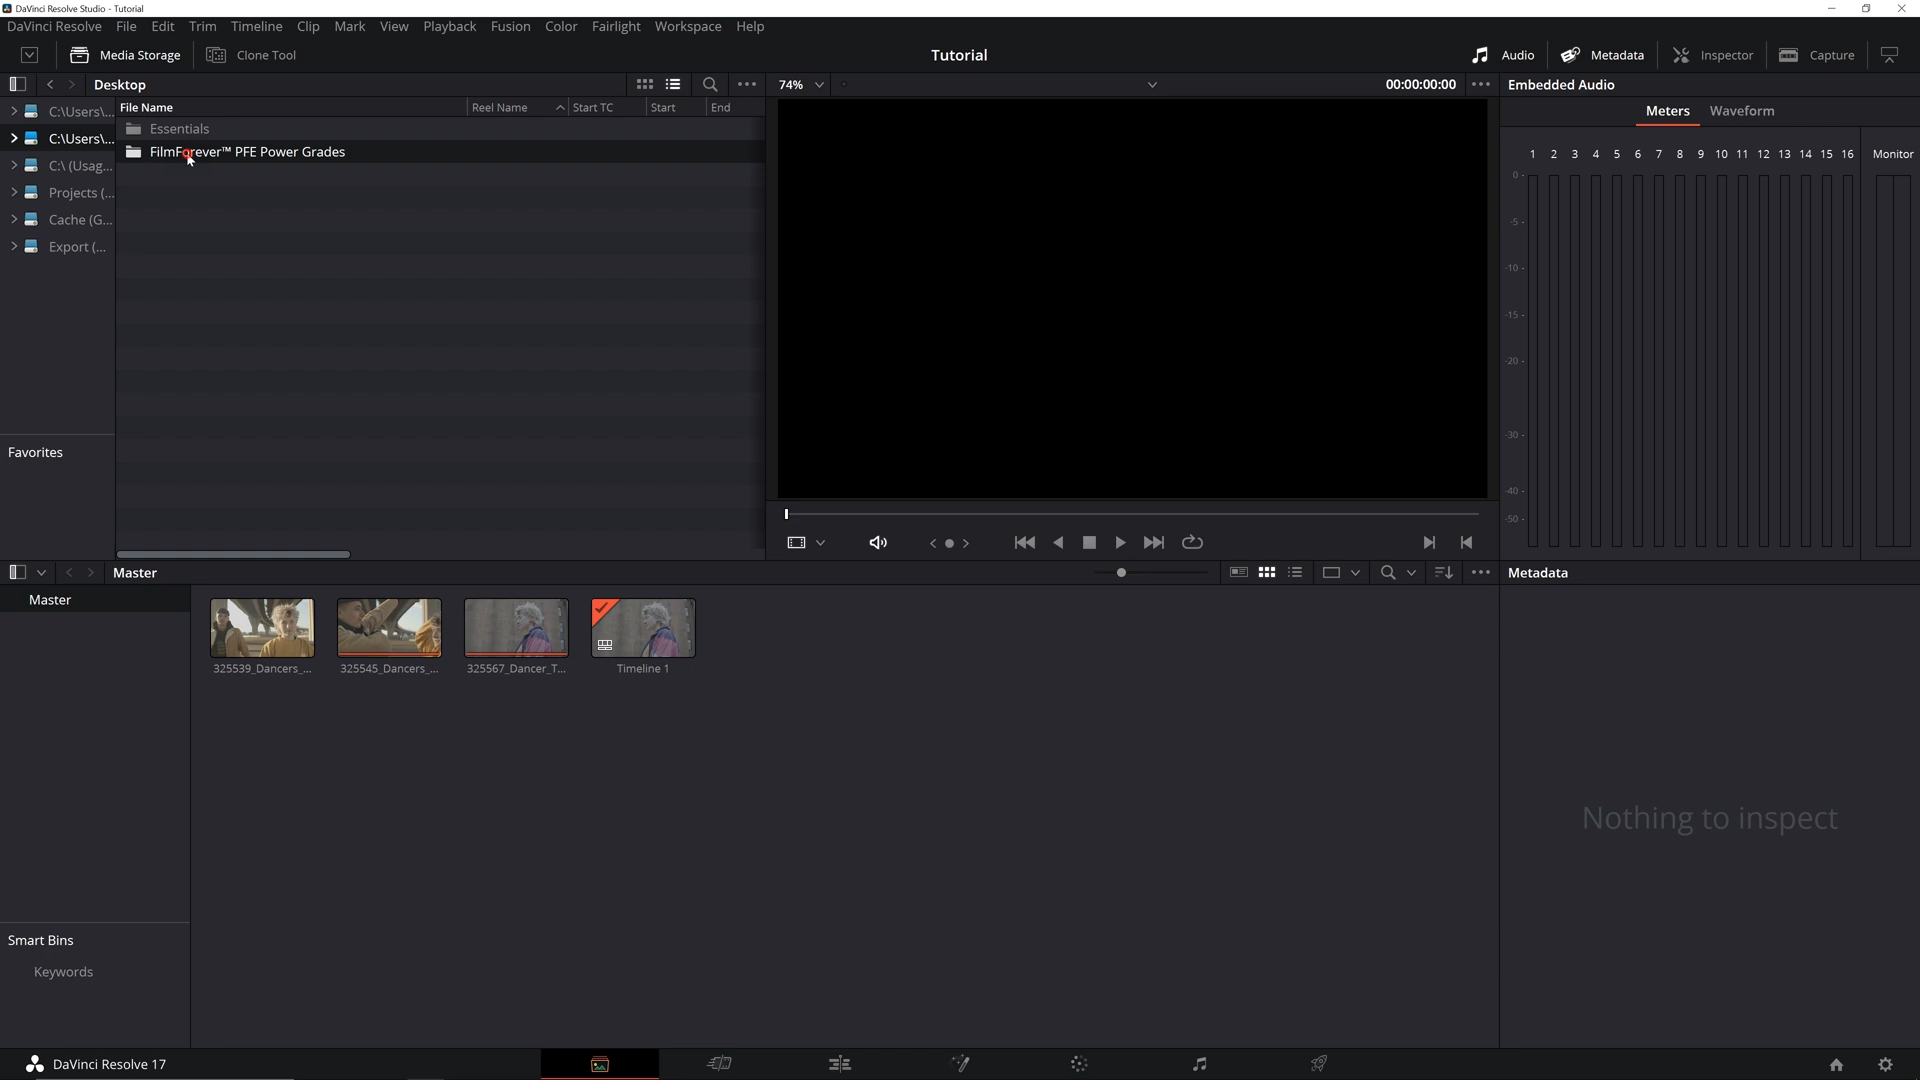 DaVinci Resolve Studio - Tutorial
DaVinci Resolve File Edit Trim Timeline Clip Mark View Playback Fusion Color Fairlight Workspace Help
Media Storage Clone Tool Tutorial Audio Metadata Inspector Capture
Desktop 74% 00:00:00:00 Embedded Audio
File Name Reel Name Start TC Start End
Meters Waveform
C:\Users\...
C:\Users\...
C:\ (Usag...
Projects (...
Cache (G...
Export (...
Essentials
FilmForever™ PFE Power Grades
1 2 3 4 5 6 7 8 9 10 11 12 13 14 15 16 Monitor
0
-5
-10
-15
-20
-30
-40
-50
Favorites
Master
Metadata
Master
325539_Dancers_... 325545_Dancers_... 325567_Dancer_T... Timeline 1
Nothing to inspect
Smart Bins
Keywords
DaVinci Resolve 17